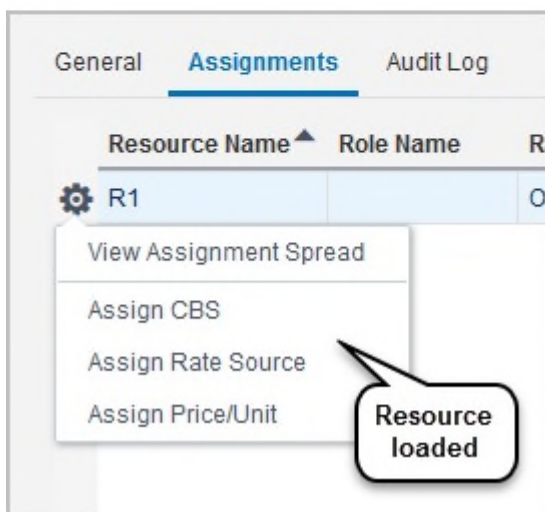 General Assignments Audit Log
Resource Name Role Name R
R1 O
View Assignment Spread
Assign CBS
Assign Rate Source
Assign Price/Unit
Resource
loaded